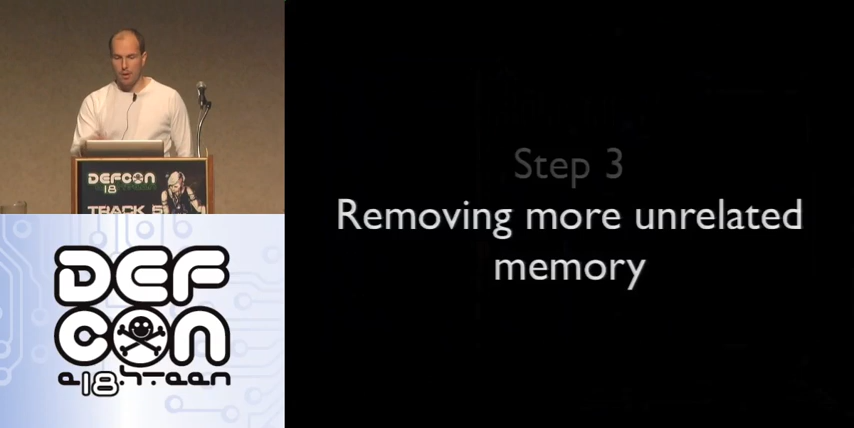 DEFCON
18
TRACK 5
DEF
CON
e18hteen
Step 3
Removing more unrelated
memory